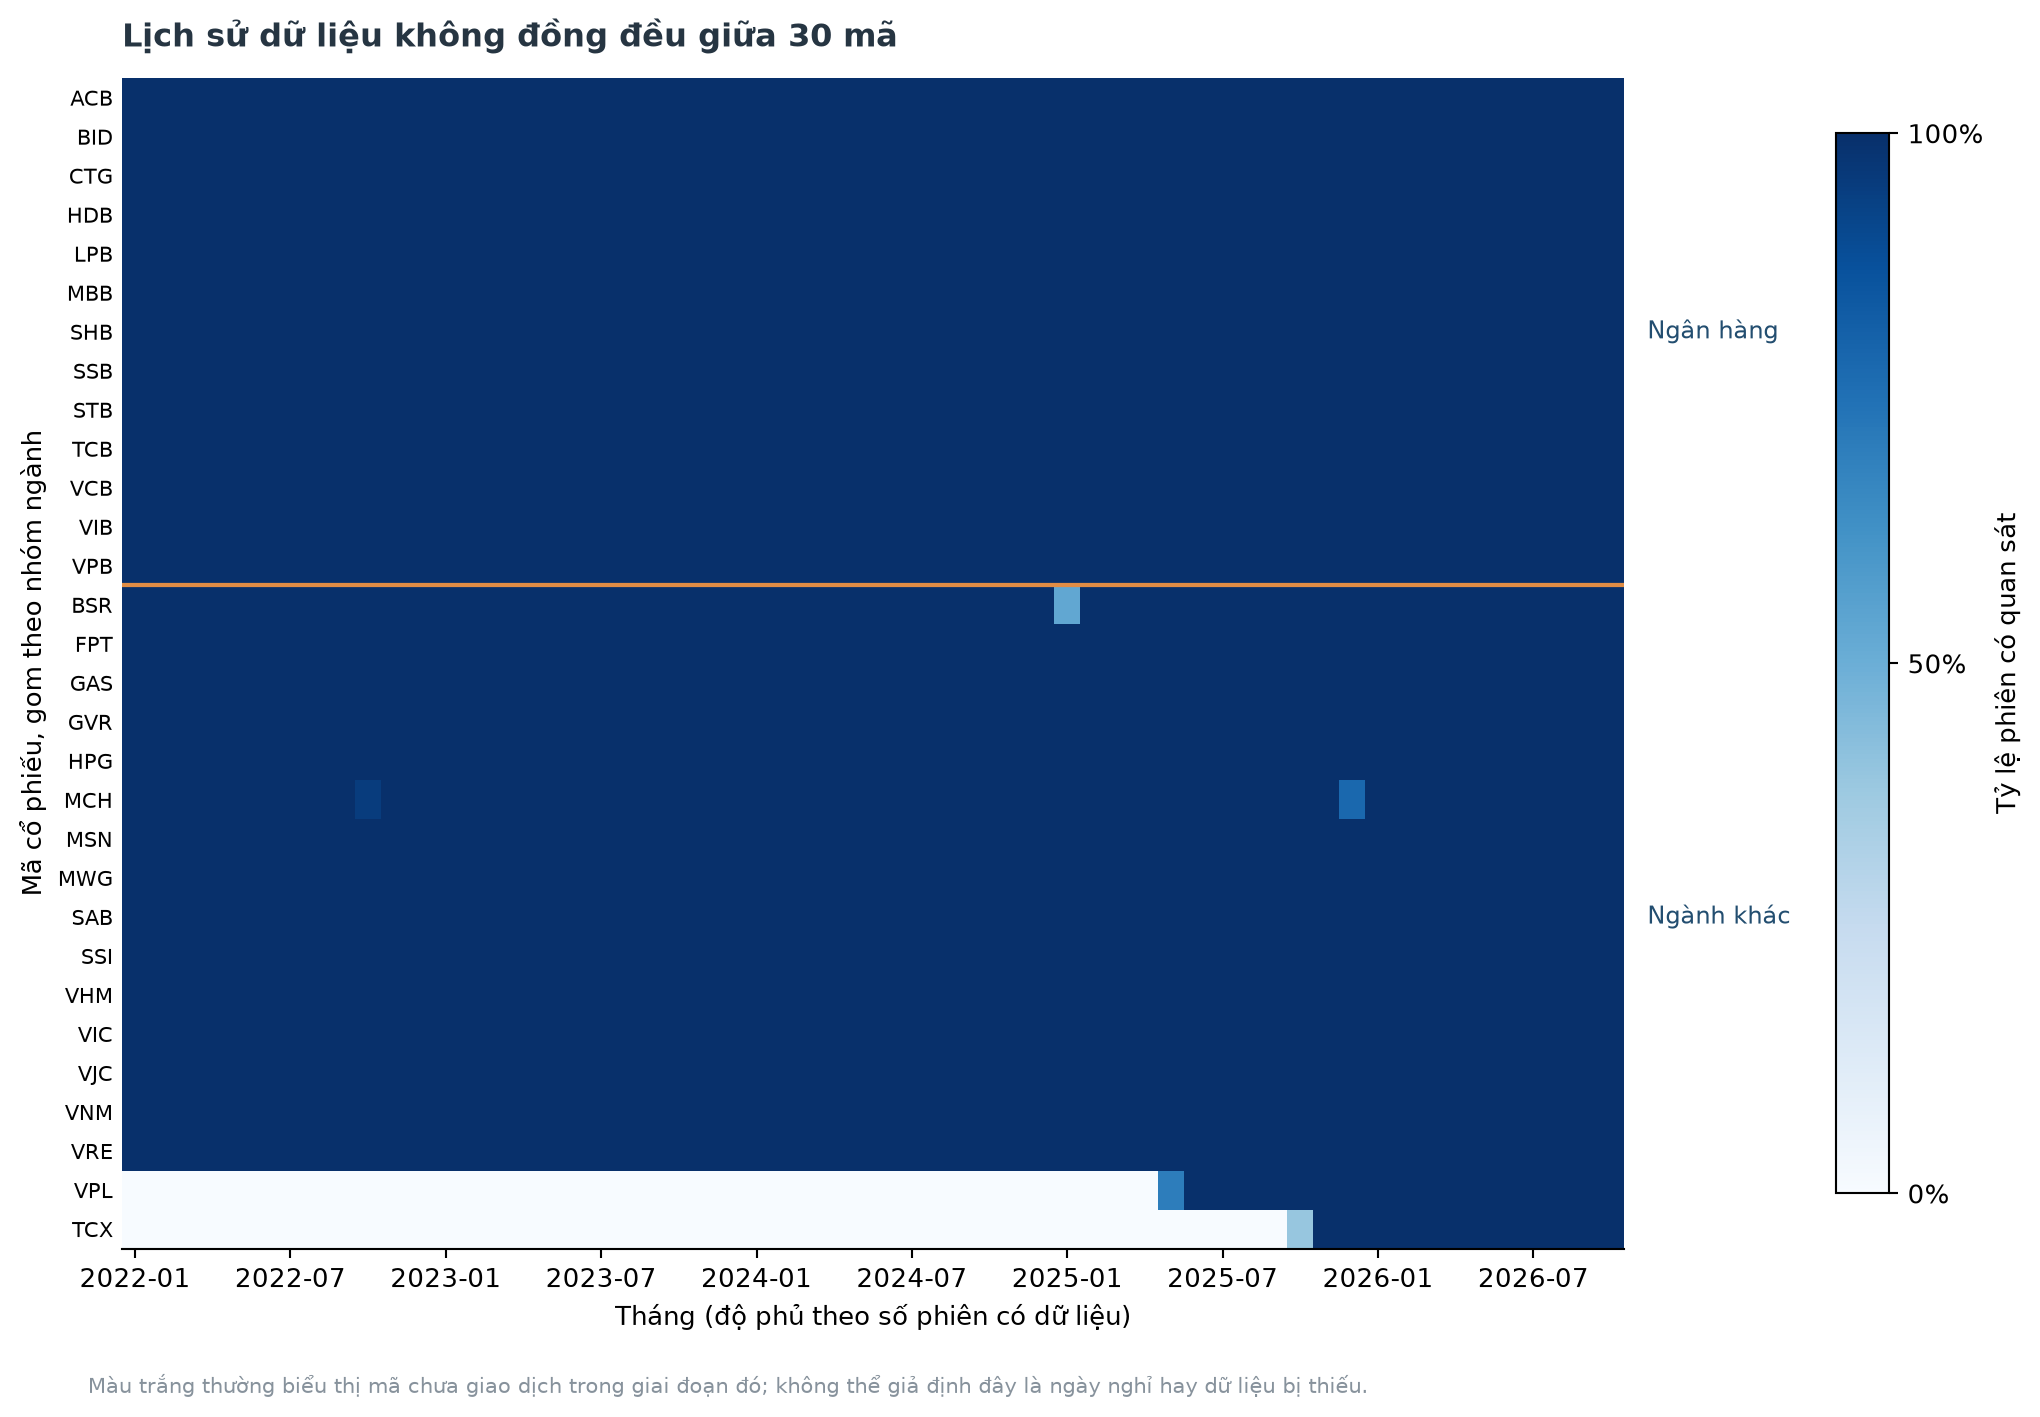 Lịch sử dữ liệu không đồng đều giữa 30 mã
Mã cổ phiếu, gom theo nhóm ngành
ACB
BID
CTG
HDB
LPB
MBB
SHB
SSB
STB
TCB
VCB
VIB
VPB
BSR
FPT
GAS
GVR
HPG
MCH
MSN
MWG
SAB
SSI
VHM
VIC
VJC
VNM
VRE
VPL
TCX
Ngân hàng
Ngành khác
100%
50%
0%
Tỷ lệ phiên có quan sát
2022-01 2022-07 2023-01 2023-07 2024-01 2024-07 2025-01 2025-07 2026-01 2026-07
Tháng (độ phủ theo số phiên có dữ liệu)
Màu trắng thường biểu thị mã chưa giao dịch trong giai đoạn đó; không thể giả định đây là ngày nghỉ hay dữ liệu bị thiếu.